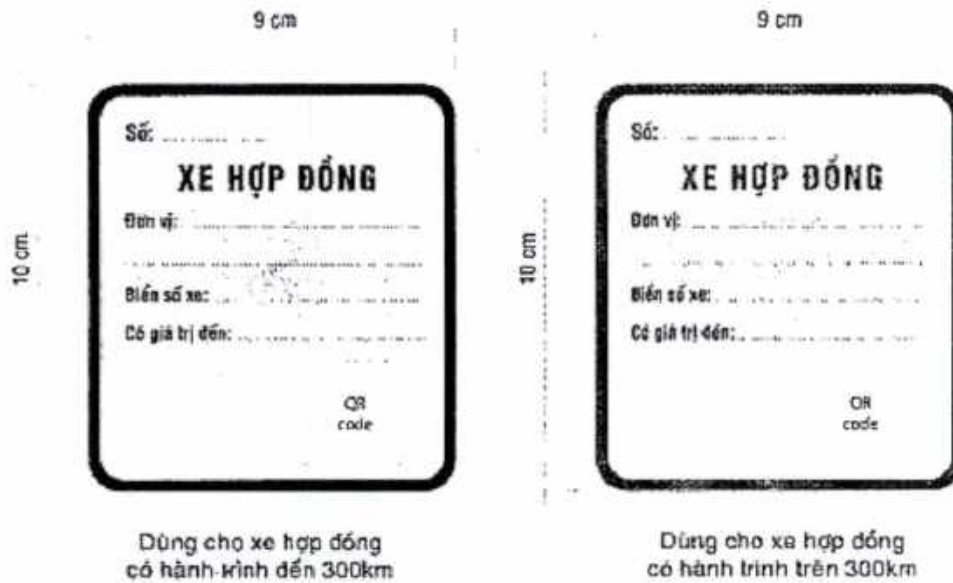 9 cm
10 cm
Số:
XE HỢP ĐỒNG
Đơn vị:
Biển số xe:
Có giá trị đến:
QR
code
Dùng cho xe hợp đồng
có hành trình đến 300km
9 cm
10 cm
Số:
XE HỢP ĐỒNG
Đơn vị:
Biển số xe:
Có giá trị đến:
QR
code
Dùng cho xe hợp đồng
có hành trình trên 300km